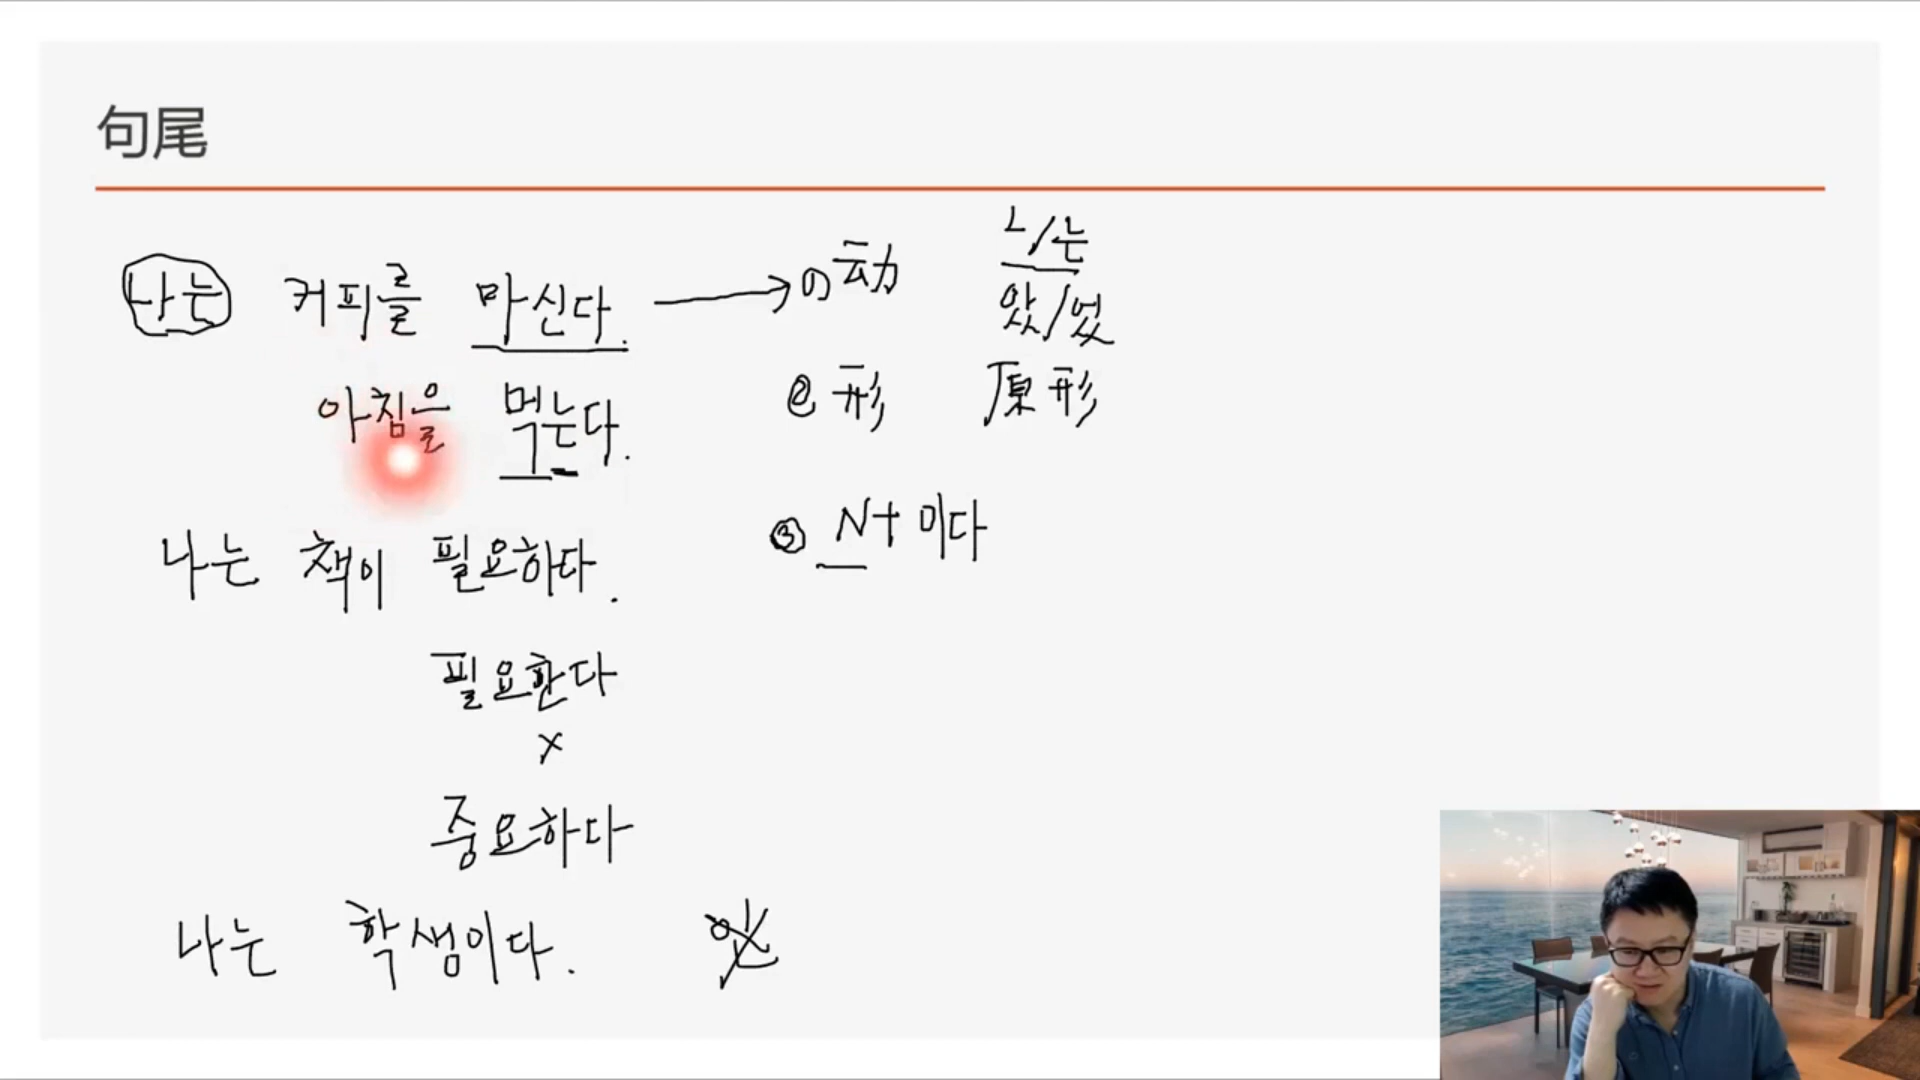 句尾
나는 커피를 마신다. → ① 动 ㄴ/는
았/었
아침을 먹는다. ② 形 原形
나는 책이 필요하다. ③ N+이다
필요한다
x
중요하다
나는 학생이다. 인